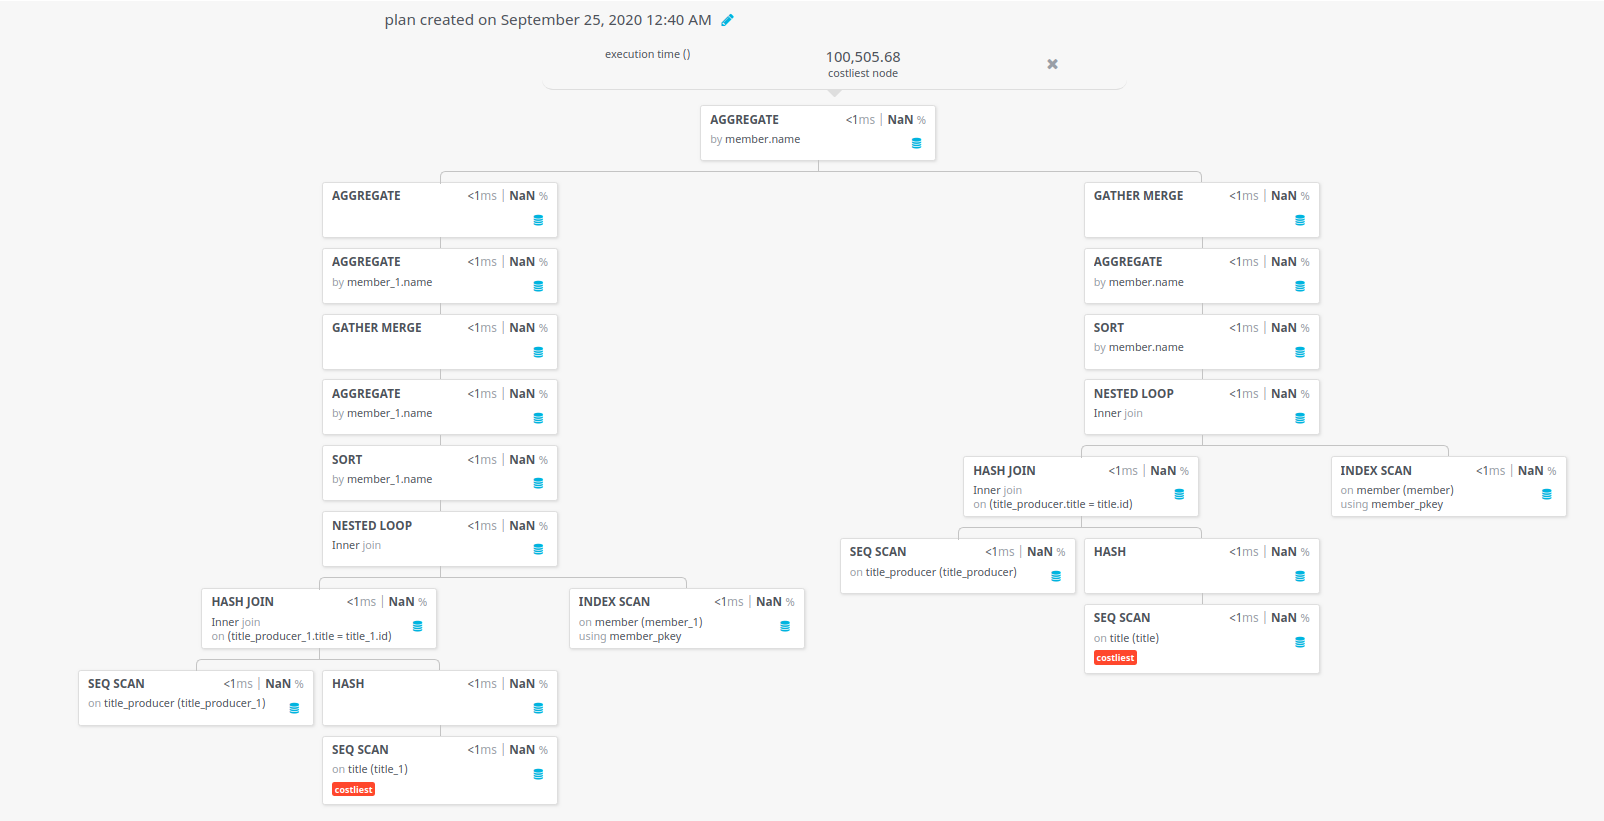 plan created on September 25, 2020 12:40 AM
execution time ()
100,505.68
costliest node
AGGREGATE <1ms | NaN %
by member.name
AGGREGATE <1ms | NaN %
GATHER MERGE <1ms | NaN %
AGGREGATE <1ms | NaN %
by member_1.name
AGGREGATE <1ms | NaN %
by member.name
GATHER MERGE <1ms | NaN %
SORT <1ms | NaN %
by member.name
AGGREGATE <1ms | NaN %
by member_1.name
NESTED LOOP <1ms | NaN %
Inner join
SORT <1ms | NaN %
by member_1.name
HASH JOIN <1ms | NaN %
Inner join
on (title_producer.title = title.id)
INDEX SCAN <1ms | NaN %
on member (member)
using member_pkey
NESTED LOOP <1ms | NaN %
Inner join
SEQ SCAN <1ms | NaN %
on title_producer (title_producer)
HASH <1ms | NaN %
HASH JOIN <1ms | NaN %
Inner join
on (title_producer_1.title = title_1.id)
INDEX SCAN <1ms | NaN %
on member (member_1)
using member_pkey
SEQ SCAN <1ms | NaN %
on title (title)
costliest
SEQ SCAN <1ms | NaN %
on title_producer (title_producer_1)
HASH <1ms | NaN %
SEQ SCAN <1ms | NaN %
on title (title_1)
costliest